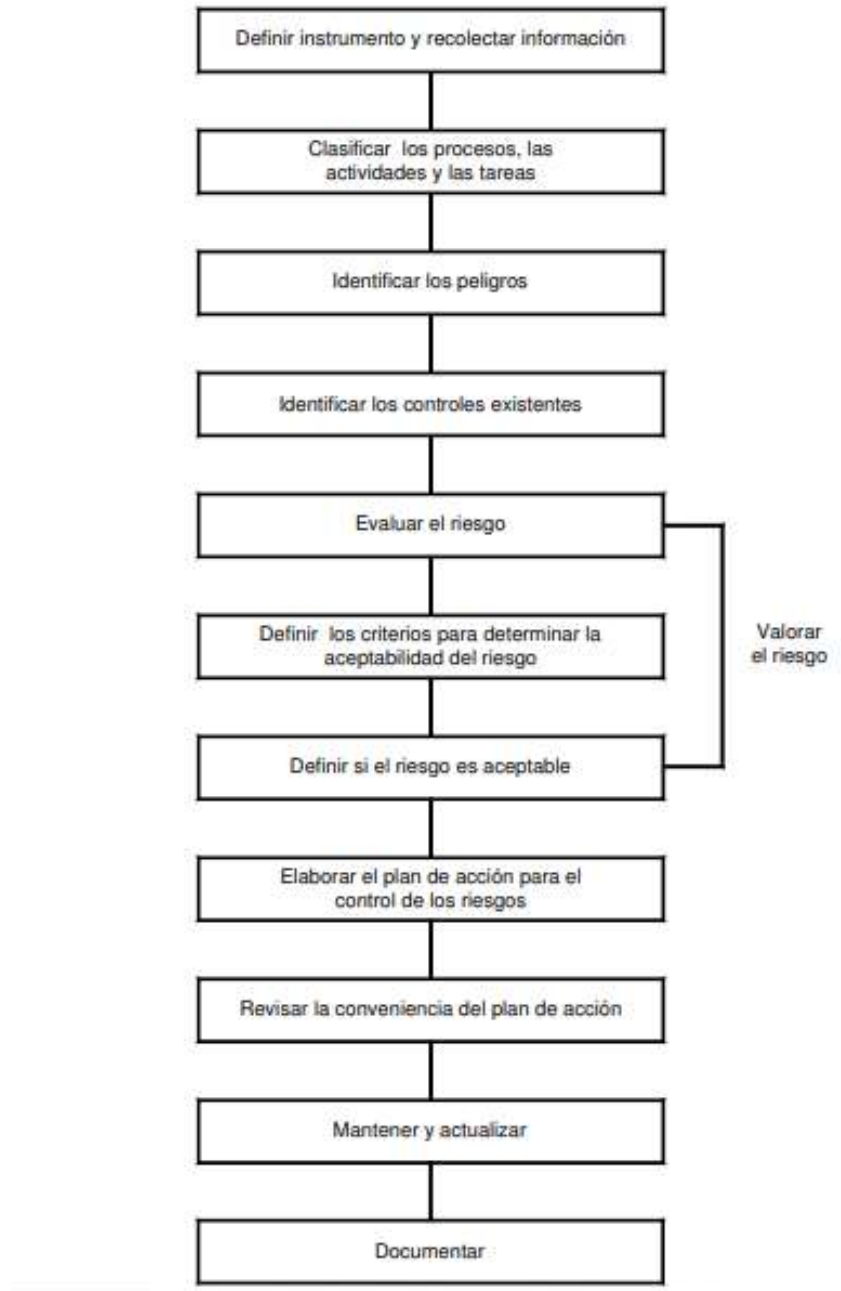 Definir instrumento y recolectar información
Clasificar los procesos, las
actividades y las tareas
Identificar los peligros
Identificar los controles existentes
Evaluar el riesgo
Definir los criterios para determinar la
aceptabilidad del riesgo
Valorar
el riesgo
Definir si el riesgo es aceptable
Elaborar el plan de acción para el
control de los riesgos
Revisar la conveniencia del plan de acción
Mantener y actualizar
Documentar